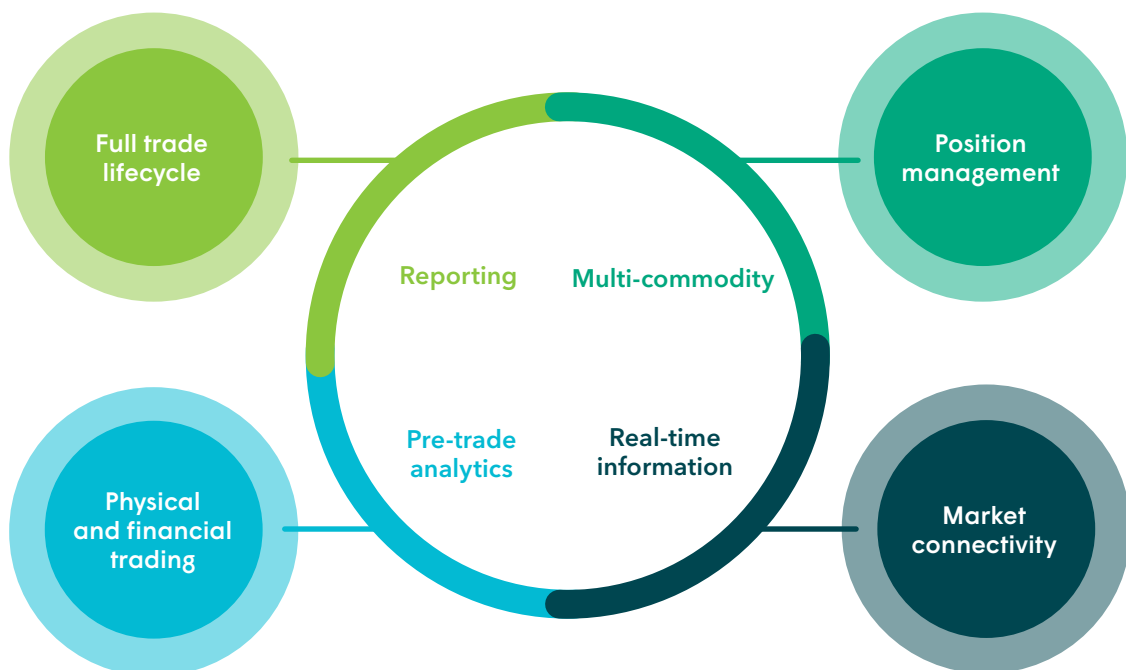 Full trade
lifecycle
Position
management
Reporting
Multi-commodity
Pre-trade
analytics
Real-time
information
Physical
and financial
trading
Market
connectivity